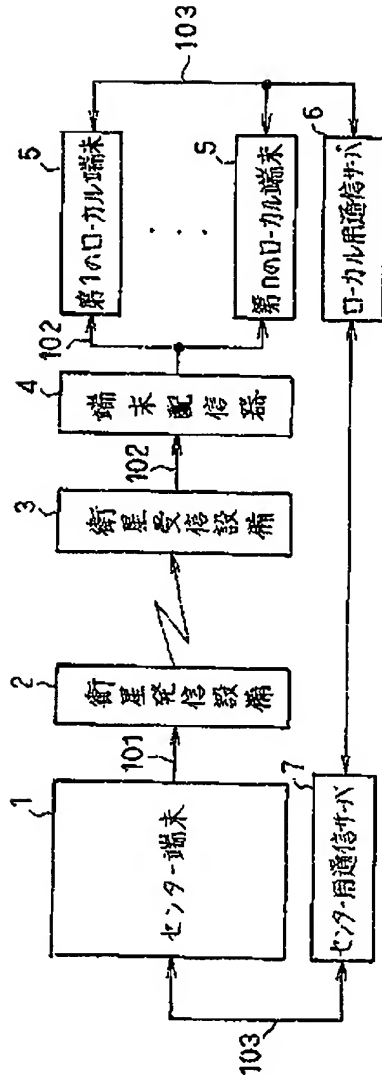 1
センター端末
101
2
衛星発信設備
3
衛星受信設備
102
4
端末配信器
102
5
第1のローカル端末
5
第nのローカル端末
103
6
ローカル用通信サーバ
7
センター用通信サーバ
103